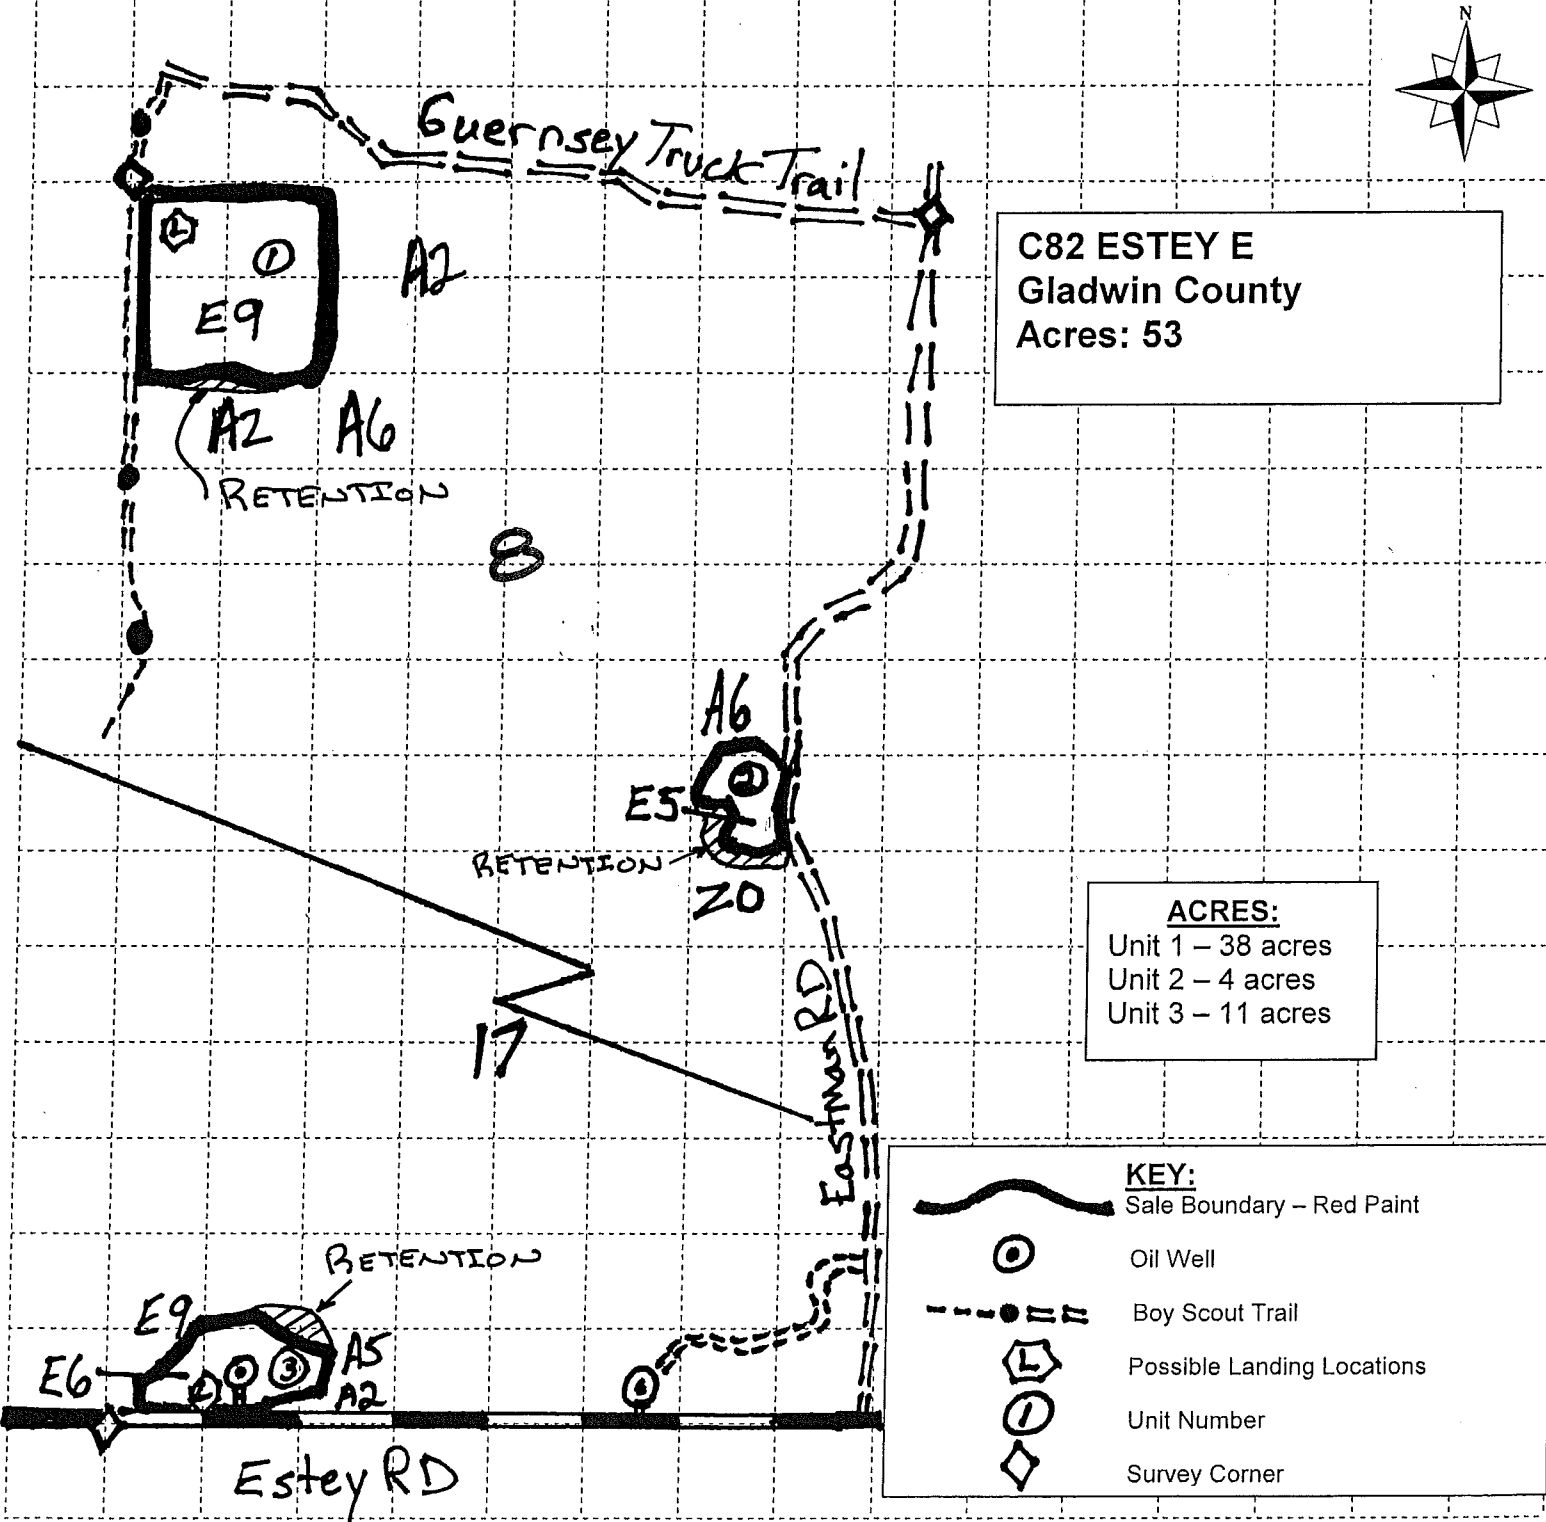 N
Guernsey Truck Trail
L
1
E9
A2
C82 ESTEY E
Gladwin County
Acres: 53
A2 A6
RETENTION
8
A6
2
E5
RETENTION
Z0
ACRES:
Unit 1 – 38 acres
Unit 2 – 4 acres
Unit 3 – 11 acres
17
Eastman RD
KEY:
Sale Boundary – Red Paint
Oil Well
Boy Scout Trail
L
Possible Landing Locations
1
Unit Number
Survey Corner
RETENTION
E9
A5
E6
L
3
A2
Estey RD